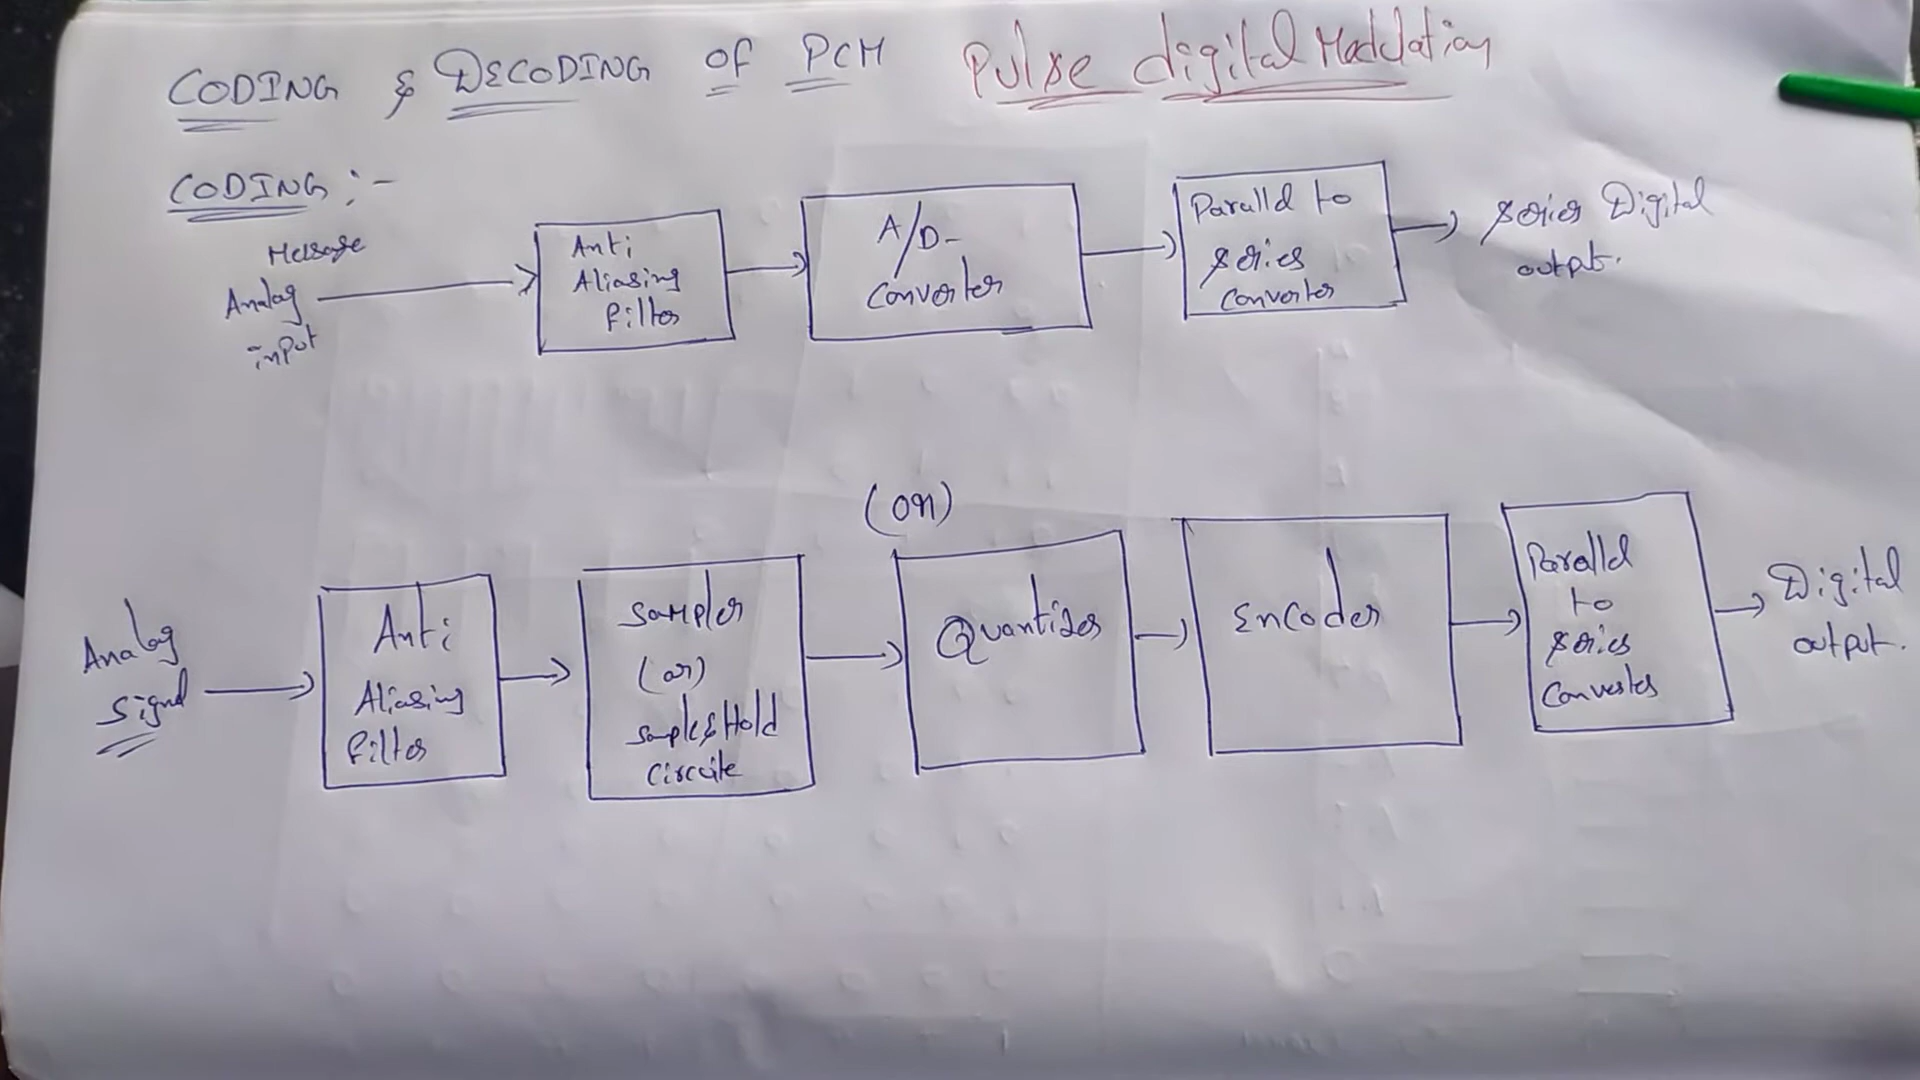 CODING & DECODING OF PCM Pulse digital Modulation
CODING :-
Message
Analog
input
Anti
Aliasing
filter
A/D-
Converter
Parallel to
series
Converter
series Digital
output.
(or)
Analog
Signal
Anti
Aliasing
filter
Sampler
(or)
Sample & Hold
Circuite
Quantizer
Encoder
Parallel
to
series
Converter
Digital
output.